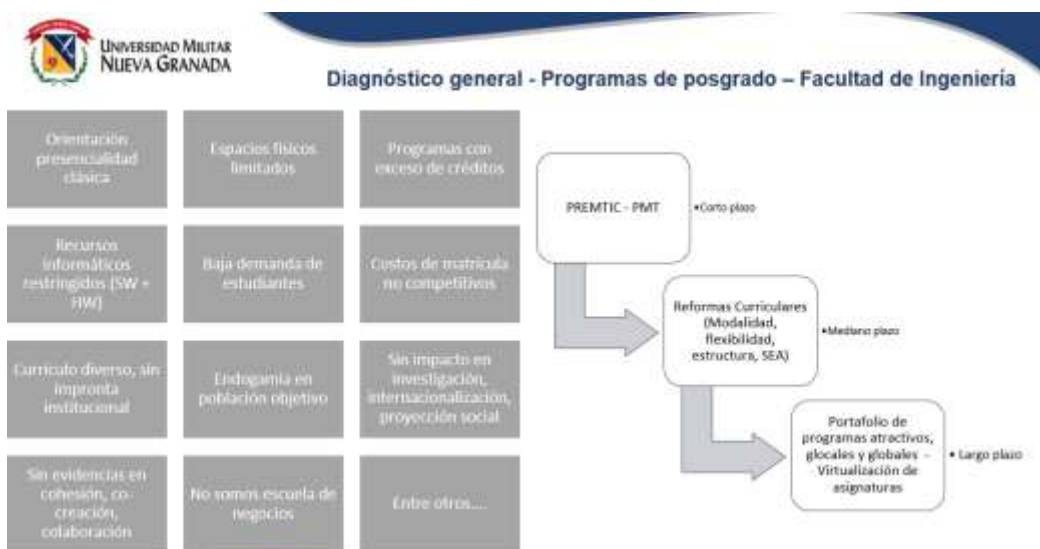 UNIVERSIDAD MILITAR
NUEVA GRANADA
Diagnóstico general - Programas de posgrado – Facultad de Ingeniería
Orientación
presencialidad
clásica
Espacios físicos
limitados
Programas con
exceso de créditos
Recursos
informáticos
restringidos (SW +
HW)
Baja demanda de
estudiantes
Costos de matrícula
no competitivos
Currículo diverso, sin
impronta
institucional
Endogamia en
población objetivo
Sin impacto en
investigación,
internacionalización,
proyección social
Sin evidencias en
cohesión, co-
creación,
colaboración
No somos escuela de
negocios
Entre otros....
PREMTIC - PMT
•Corto plazo
Reformas Curriculares
(Modalidad,
flexibilidad,
estructura, SEA)
•Mediano plazo
Portafolio de
programas atractivos,
glocales y globales -
Virtualización de
asignaturas
• Largo plazo